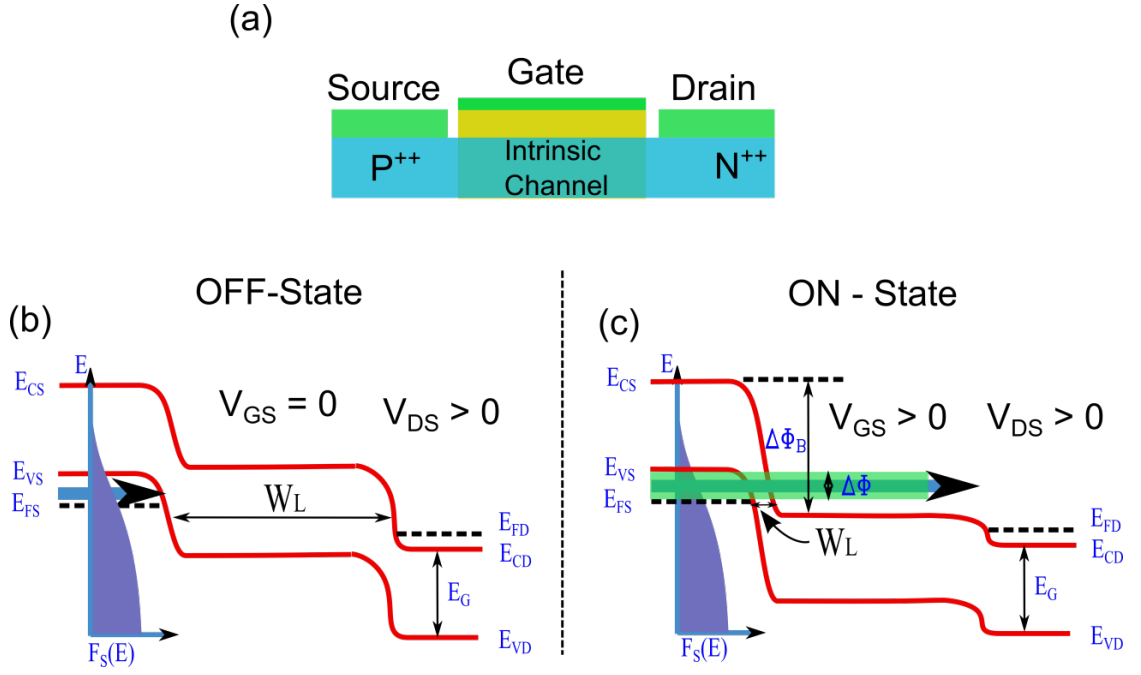 (a)
Source
Gate
Drain
P++
Intrinsic
Channel
N++
OFF-State
ON - State
(b)
E
ECS
VGS = 0
VDS > 0
EVS
EFS
WL
EFD
ECD
EG
EVD
FS(E)
(c)
E
ECS
VGS > 0
VDS > 0
ΔΦB
EVS
ΔΦ
EFS
WL
EFD
ECD
EG
EVD
FS(E)